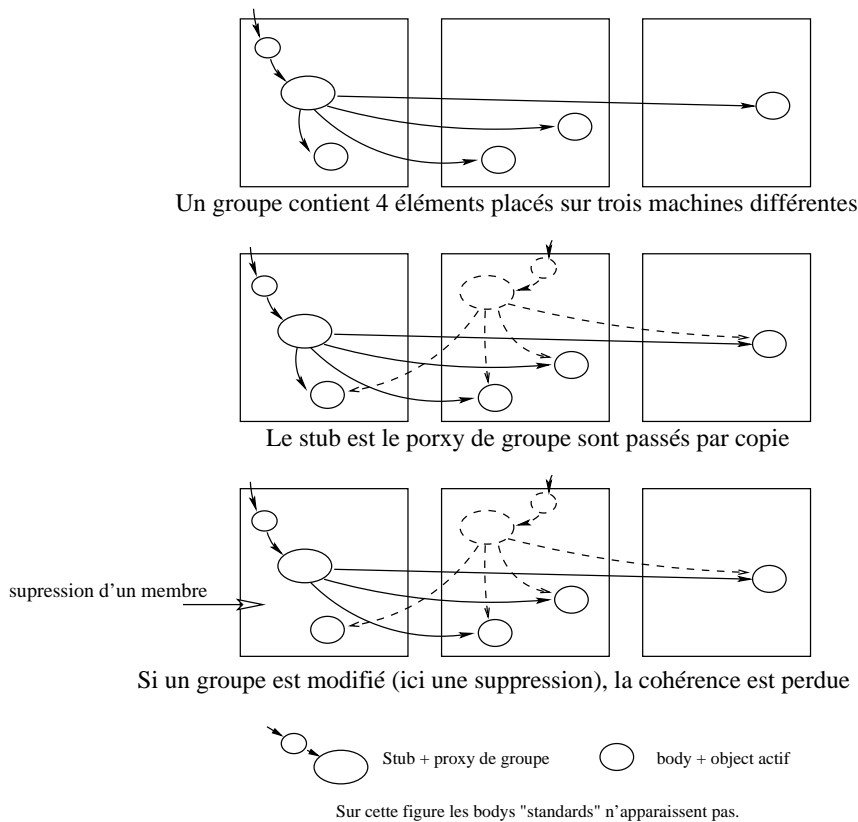 Un groupe contient 4 éléments placés sur trois machines différentes
Le stub est le porxy de groupe sont passés par copie
supression d'un membre
Si un groupe est modifié (ici une suppression), la cohérence est perdue
Stub + proxy de groupe
body + object actif
Sur cette figure les bodys "standards" n'apparaissent pas.